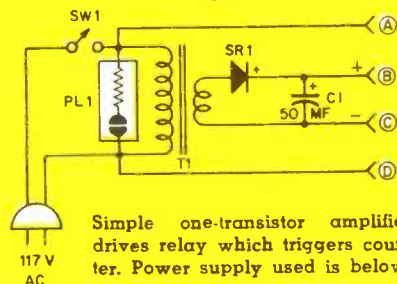 SW1
A
SR1
+
+
B
PL1
+
C1
50 MF
-
C
T1
D
117 V
AC
Simple one-transistor amplifie
drives relay which triggers coun
ter. Power supply used is below